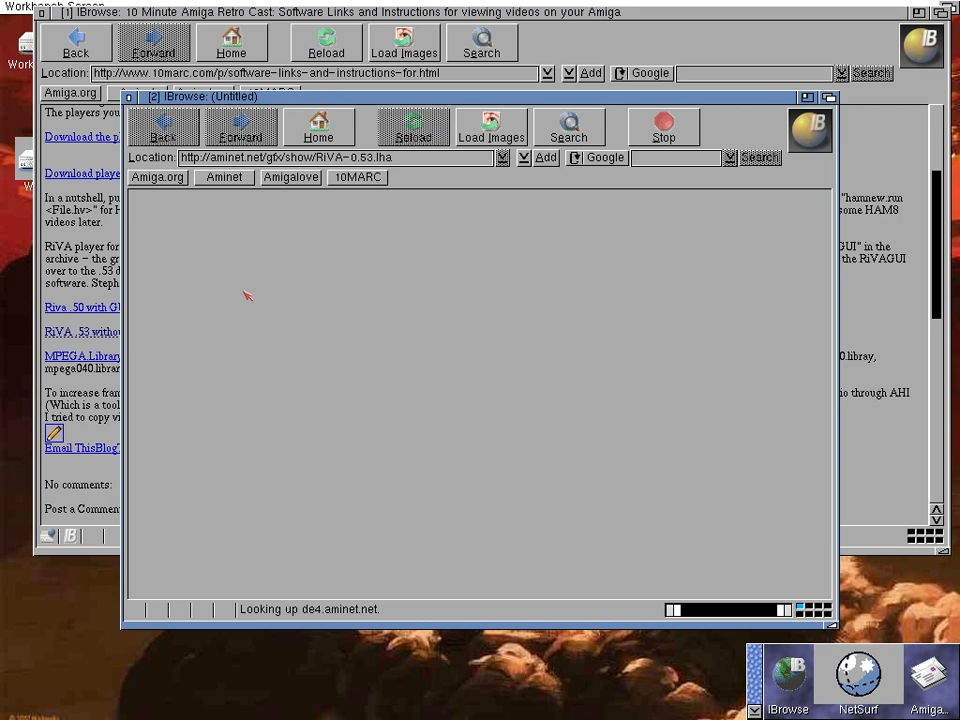 Workbench Screen
[1] IBrowse: 10 Minute Amiga Retro Cast: Software Links and Instructions for viewing videos on your Amiga
Back Forward Home Reload Load Images Search
Location: http://www.10marc.com/p/software-links-and-instructions-for.html Add Google Search
Amiga.org
The players you
Download the p
Download playe
In a nutshell, pu "hamnew.run
<File.hv>" for H some HAM8
videos later.
RiVA player for GUI" in the
archive - the gr the RiVAGUI
over to the .53 d
software. Steph
Riva .50 with GU
RiVA .53 withou
MPEGA.Library 0.libray,
mpega040.librar
To increase fram io through AHI
(Which is a tool
I tried to copy vi
Email ThisBlogT
No comments:
Post a Commen
[2] IBrowse: (Untitled)
Back Forward Home Reload Load Images Search Stop
Location: http://aminet.net/gfx/show/RiVA-0.53.lha Add Google Search
Amiga.org Aminet Amigalove 10MARC
Looking up de4.aminet.net.
Work
W
IB
IB
IBrowse NetSurf Amiga...